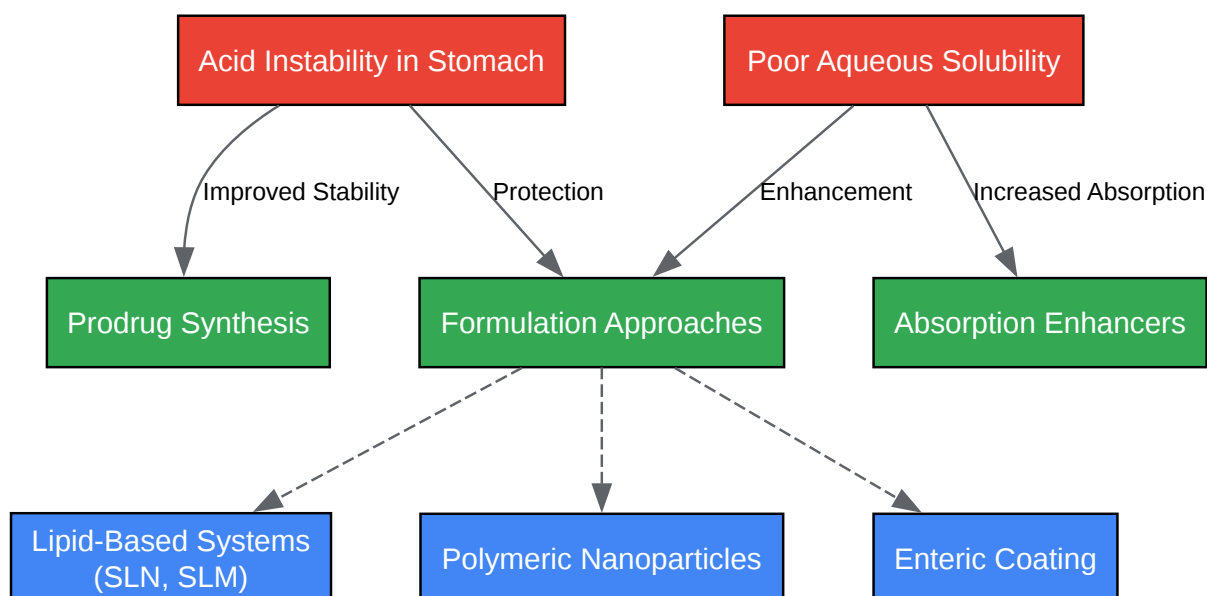 Acid Instability in Stomach
Poor Aqueous Solubility
Improved Stability
Protection
Enhancement
Increased Absorption
Prodrug Synthesis
Formulation Approaches
Absorption Enhancers
Lipid-Based Systems
(SLN, SLM)
Polymeric Nanoparticles
Enteric Coating